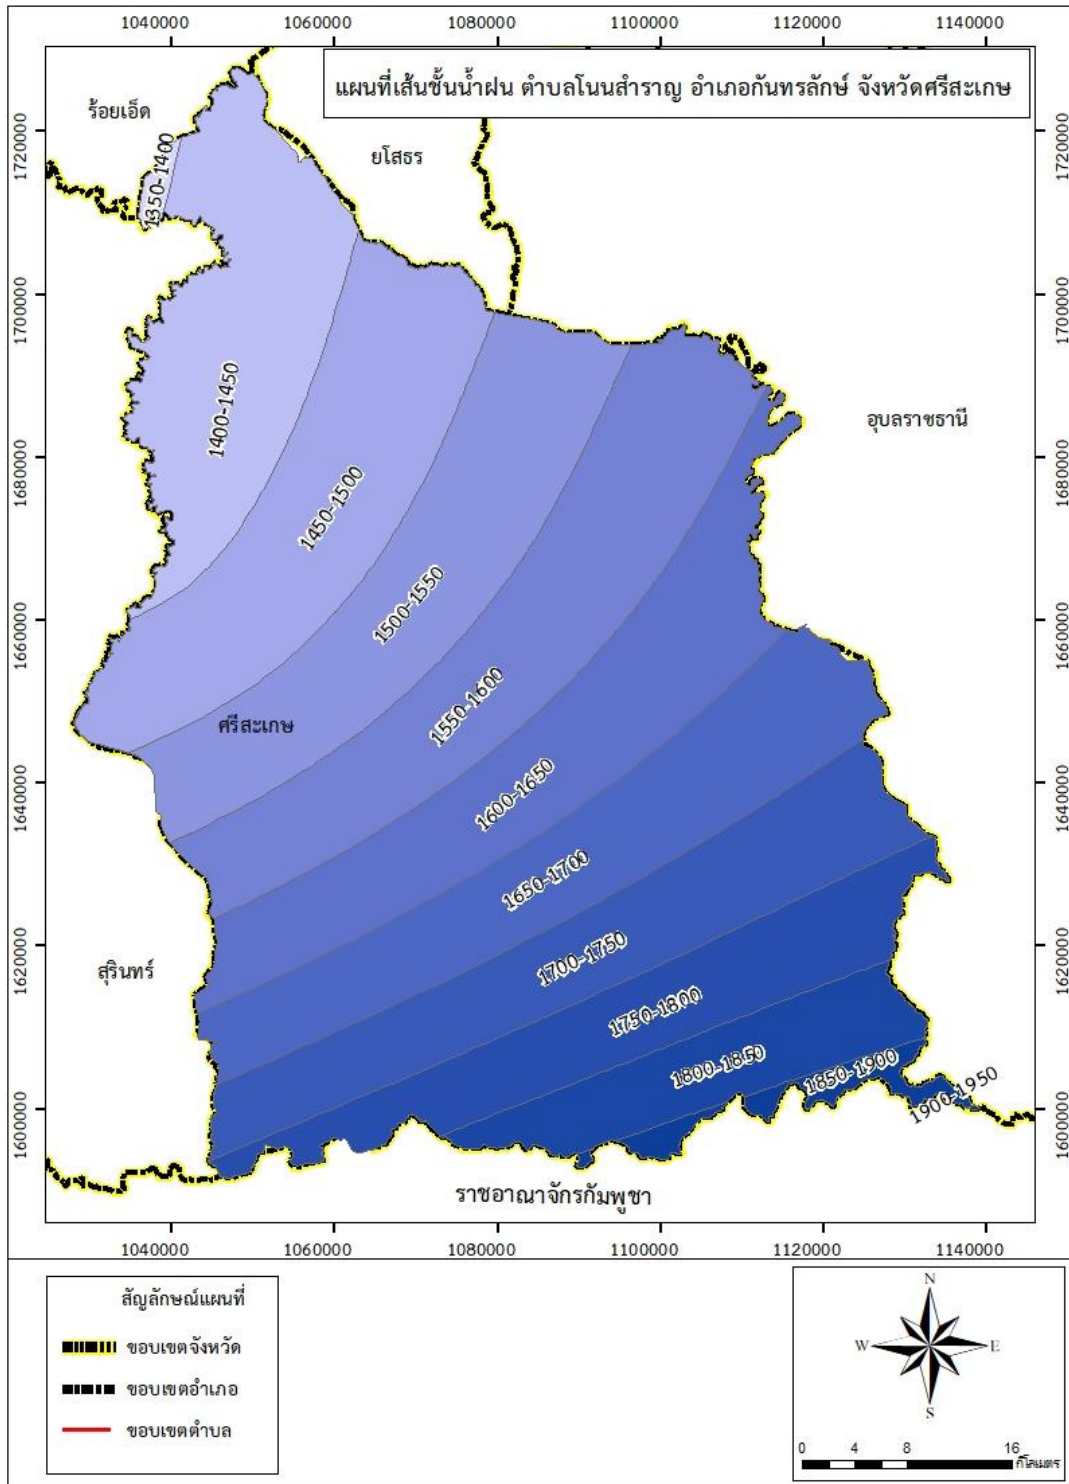 1040000 1060000 1080000 1100000 1120000 1140000
แผนที่เส้นชั้นน้ำฝน ตำบลโนนสำราญ อำเภอกันทรลักษ์ จังหวัดศรีสะเกษ
ร้อยเอ็ด
ยโสธร
1720000 1720000
1350-1400
1700000 1700000
1400-1450
อุบลราชธานี
1680000 1680000
1450-1500
1500-1550
1660000 1660000
1550-1600
ศรีสะเกษ
1640000 1640000
1600-1650
1650-1700
1620000 1620000
1700-1750
สุรินทร์
1750-1800
1800-1850
1850-1900
1900-1950
1600000 1600000
ราชอาณาจักรกัมพูชา
1040000 1060000 1080000 1100000 1120000 1140000
สัญลักษณ์แผนที่
ขอบเขตจังหวัด
ขอบเขตอำเภอ
ขอบเขตตำบล
N
W E
S
0 4 8 16
กิโลเมตร